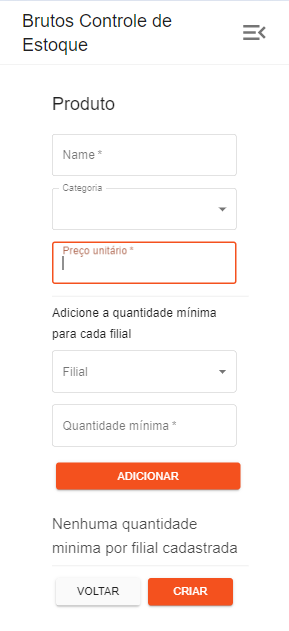 Brutos Controle de
Estoque
Produto
Name *
Categoria
Preço unitário *
Adicione a quantidade mínima
para cada filial
Filial
Quantidade mínima *
ADICIONAR
Nenhuma quantidade
minima por filial cadastrada
VOLTAR
CRIAR